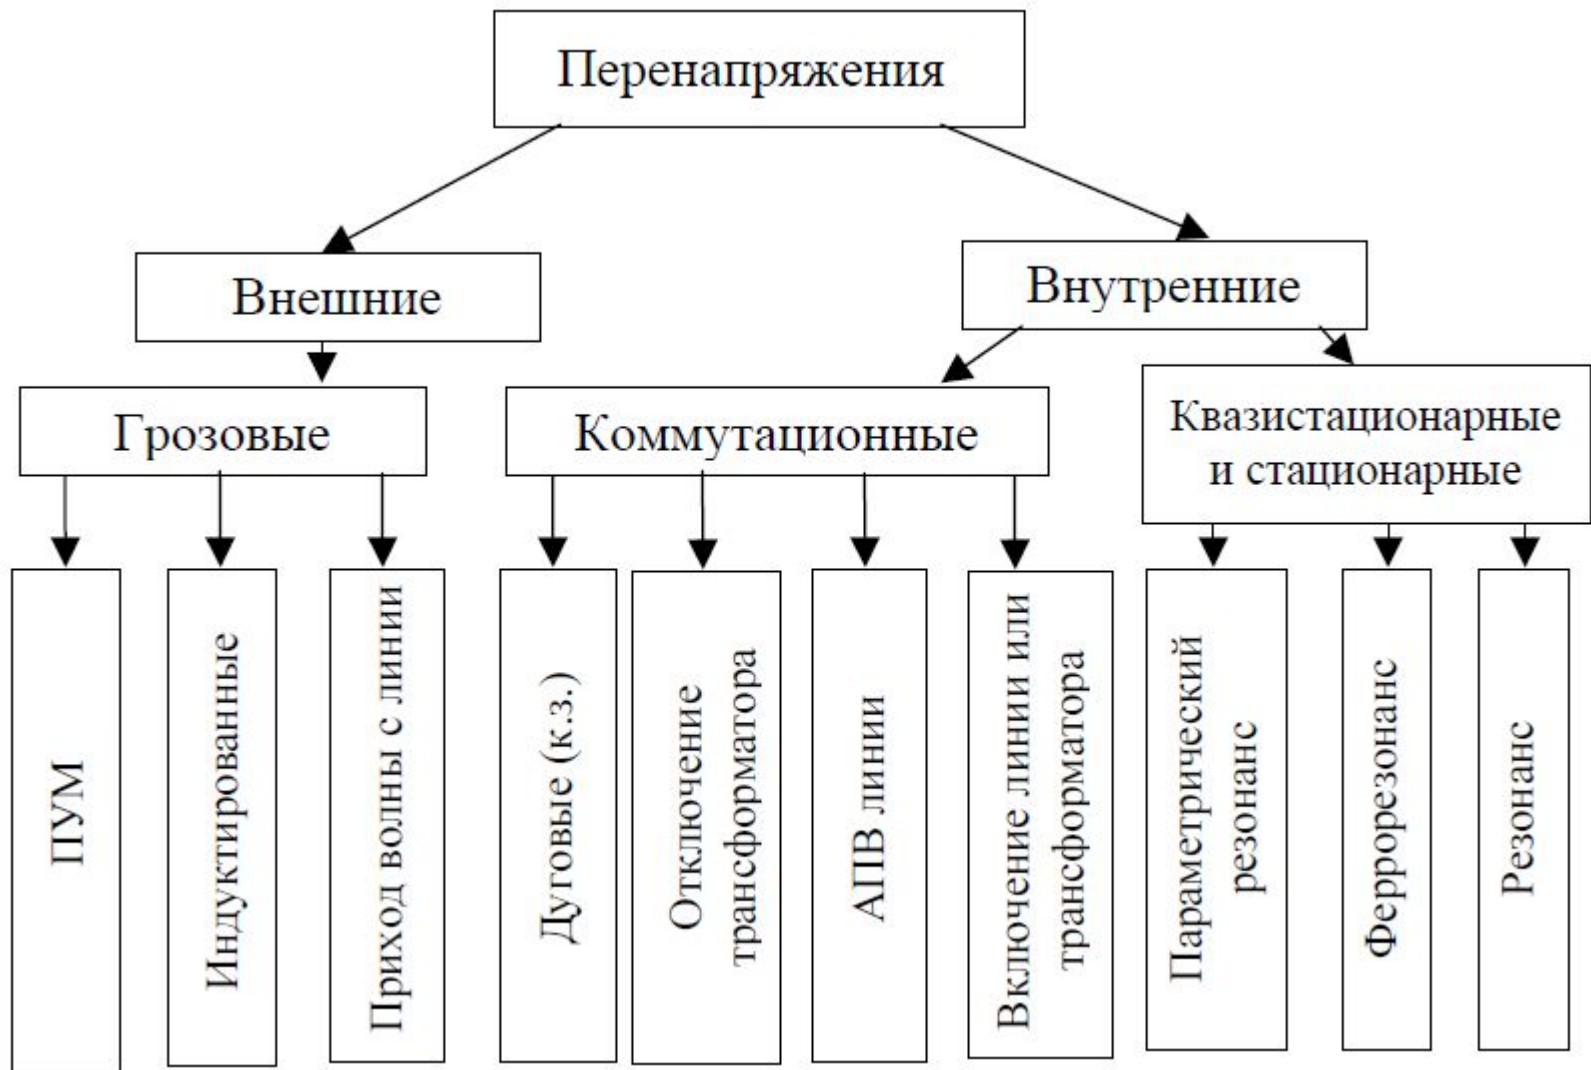 Перенапряжения
Внешние
Внутренние
Грозовые
Коммутационные
Квазистационарные
и стационарные
ПУМ
Индуктированные
Приход волны с линии
Дуговые (к.з.)
Отключение
трансформатора
АПВ линии
Включение линии или
трансформатора
Параметрический
резонанс
Феррорезонанс
Резонанс